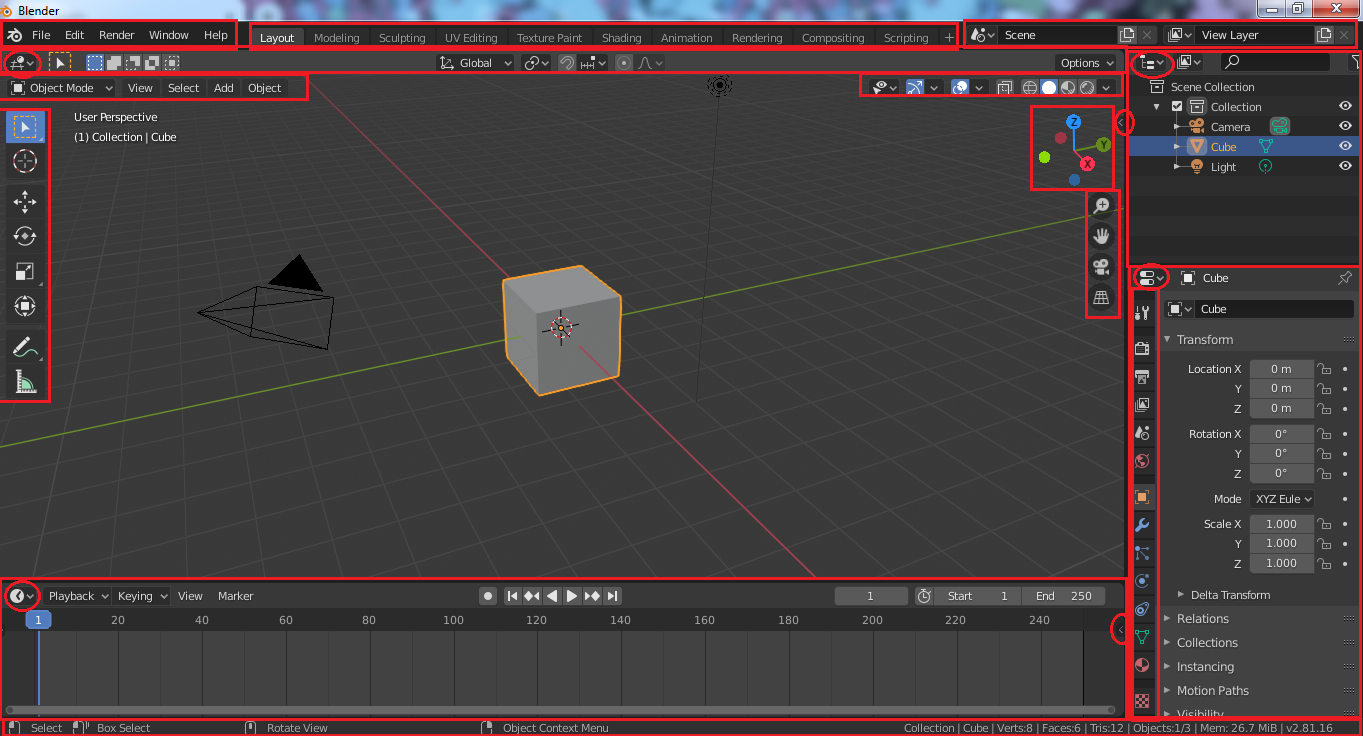 Blender
File Edit Render Window Help
Layout Modeling Sculpting UV Editing Texture Paint Shading Animation Rendering Compositing Scripting +
Scene View Layer
Global Options
Object Mode View Select Add Object
User Perspective
(1) Collection | Cube
Z
Y
X
Scene Collection
Collection
Camera
Cube
Light
Cube
Cube
Transform
Location X 0 m
Y 0 m
Z 0 m
Rotation X 0°
Y 0°
Z 0°
Mode XYZ Eule
Scale X 1.000
Y 1.000
Z 1.000
Delta Transform
Relations
Collections
Instancing
Motion Paths
Visibility
Playback Keying View Marker 1 Start 1 End 250
1 20 40 60 80 100 120 140 160 180 200 220 240
Select Box Select Rotate View Object Context Menu Collection | Cube | Verts:8 | Faces:6 | Tris:12 | Objects:1/3 | Mem: 26.7 MiB | v2.81.16